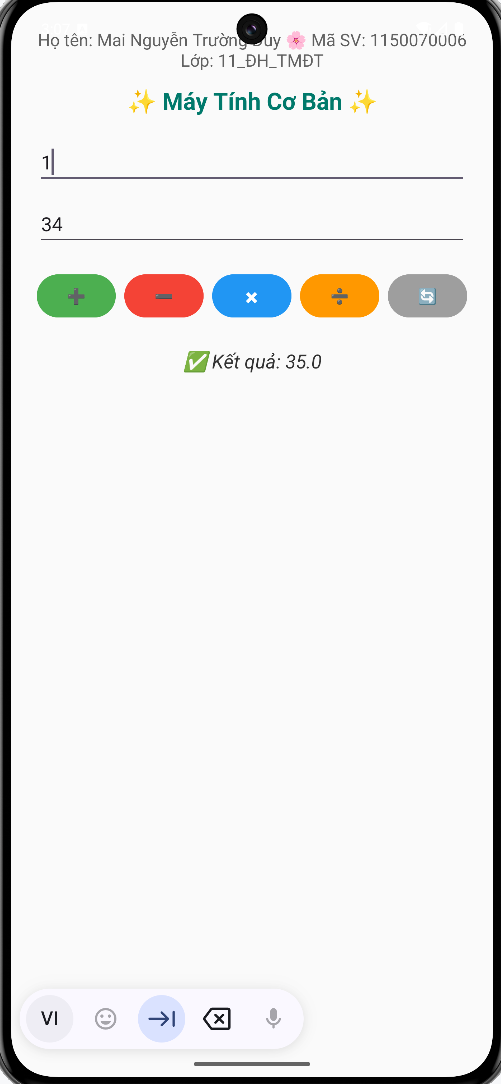 Họ tên: Mai Nguyễn Trường Duy 🌸 Mã SV: 1150070006
Lớp: 11_ĐH_TMĐT
✨ Máy Tính Cơ Bản ✨
1
34
➕ ➖ ✖ ➗ 🔄
✅ Kết quả: 35.0
VI